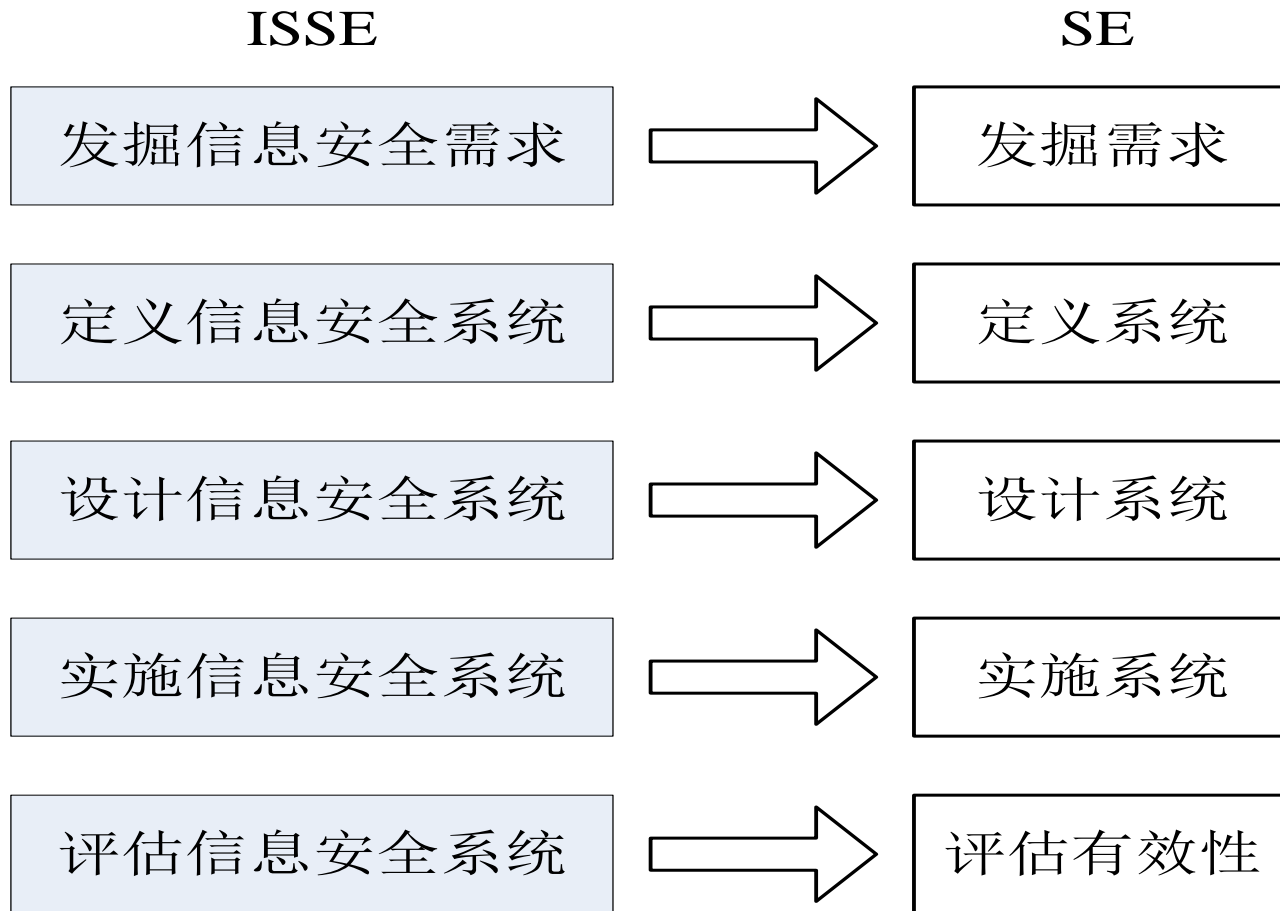 ISSE SE
发掘信息安全需求 发掘需求
定义信息安全系统 定义系统
设计信息安全系统 设计系统
实施信息安全系统 实施系统
评估信息安全系统 评估有效性